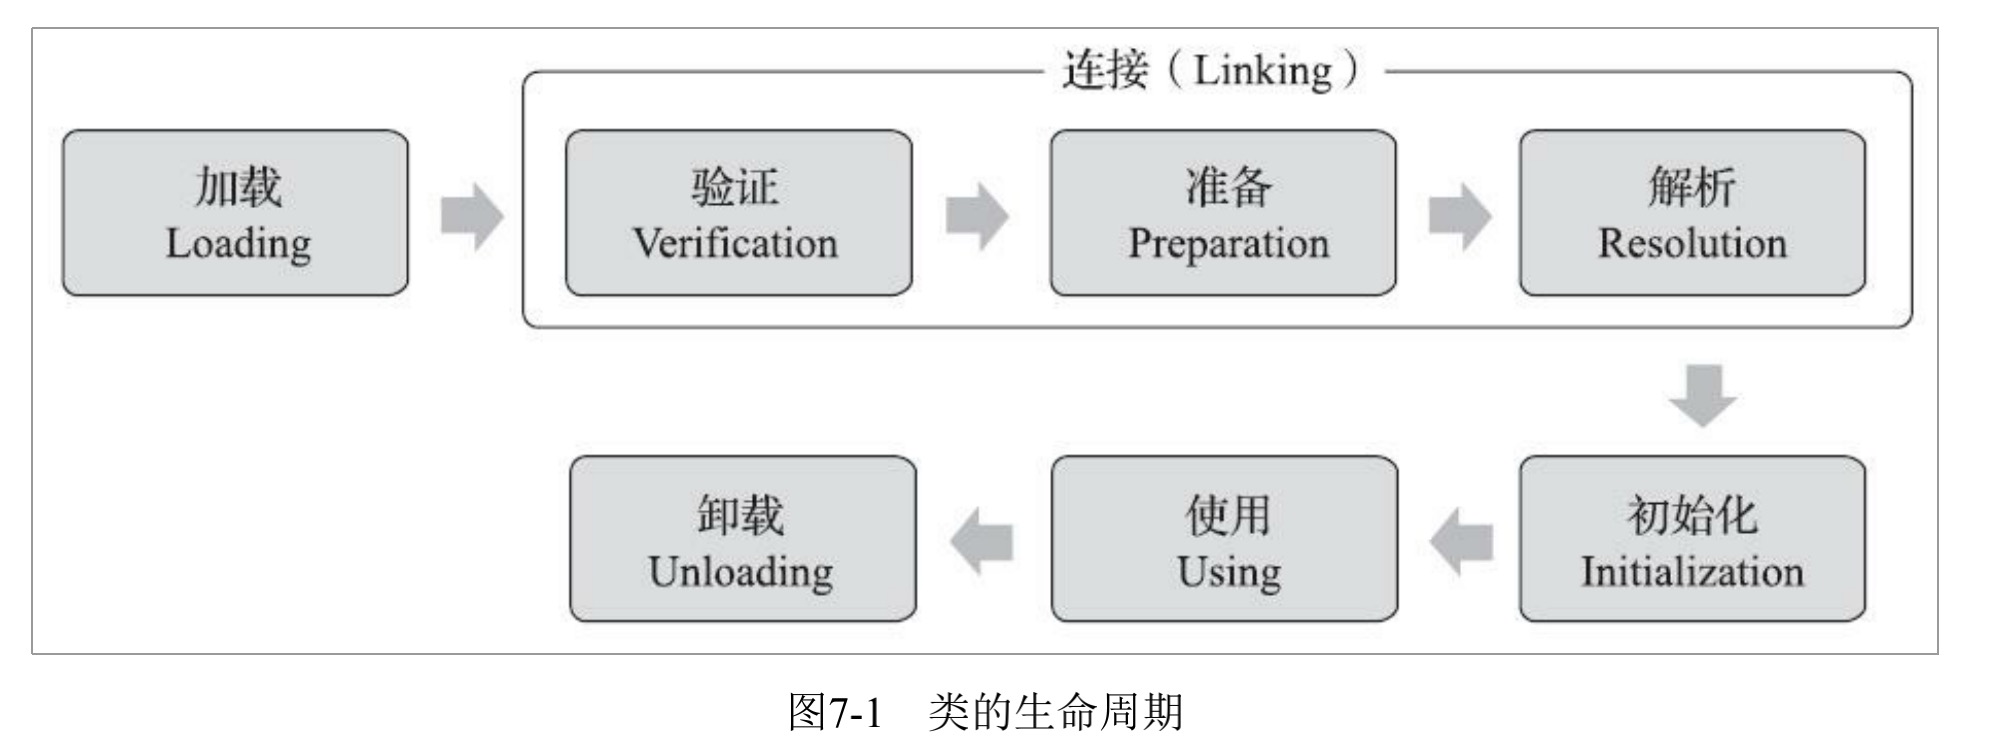 连接（Linking）
加载
Loading
验证
Verification
准备
Preparation
解析
Resolution
卸载
Unloading
使用
Using
初始化
Initialization
图7-1　类的生命周期